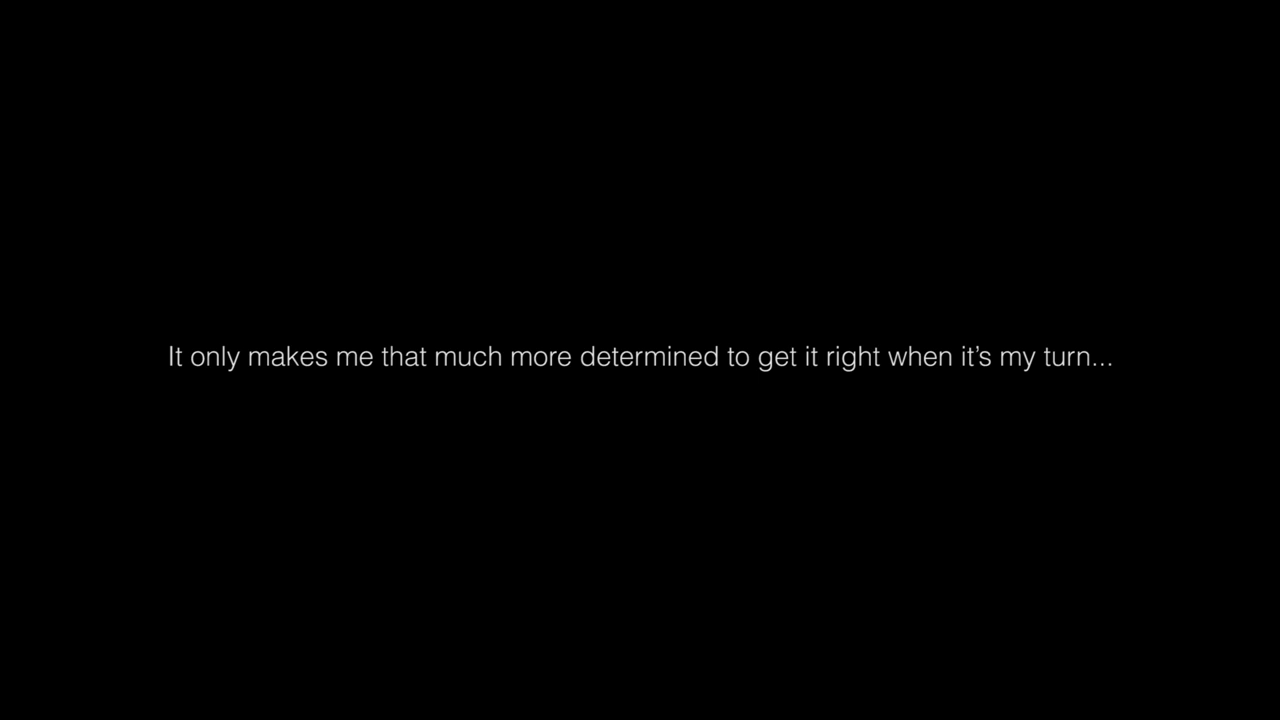 It only makes me that much more determined to get it right when it’s my turn...